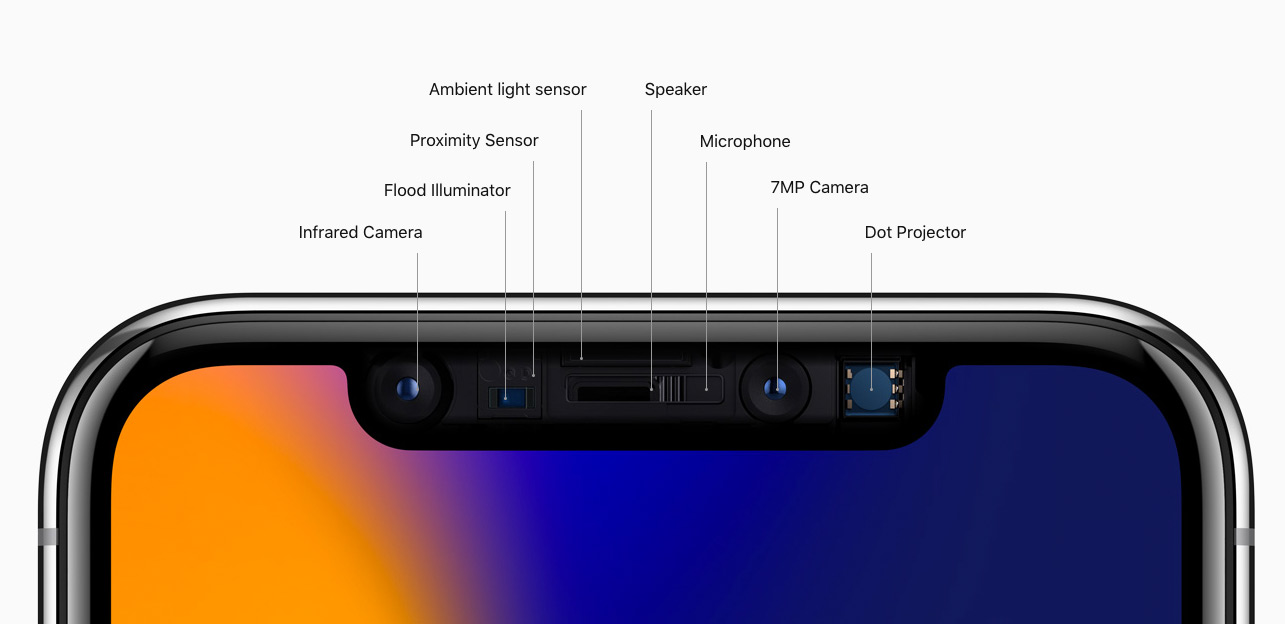 Ambient light sensor
Speaker
Proximity Sensor
Microphone
Flood Illuminator
7MP Camera
Infrared Camera
Dot Projector